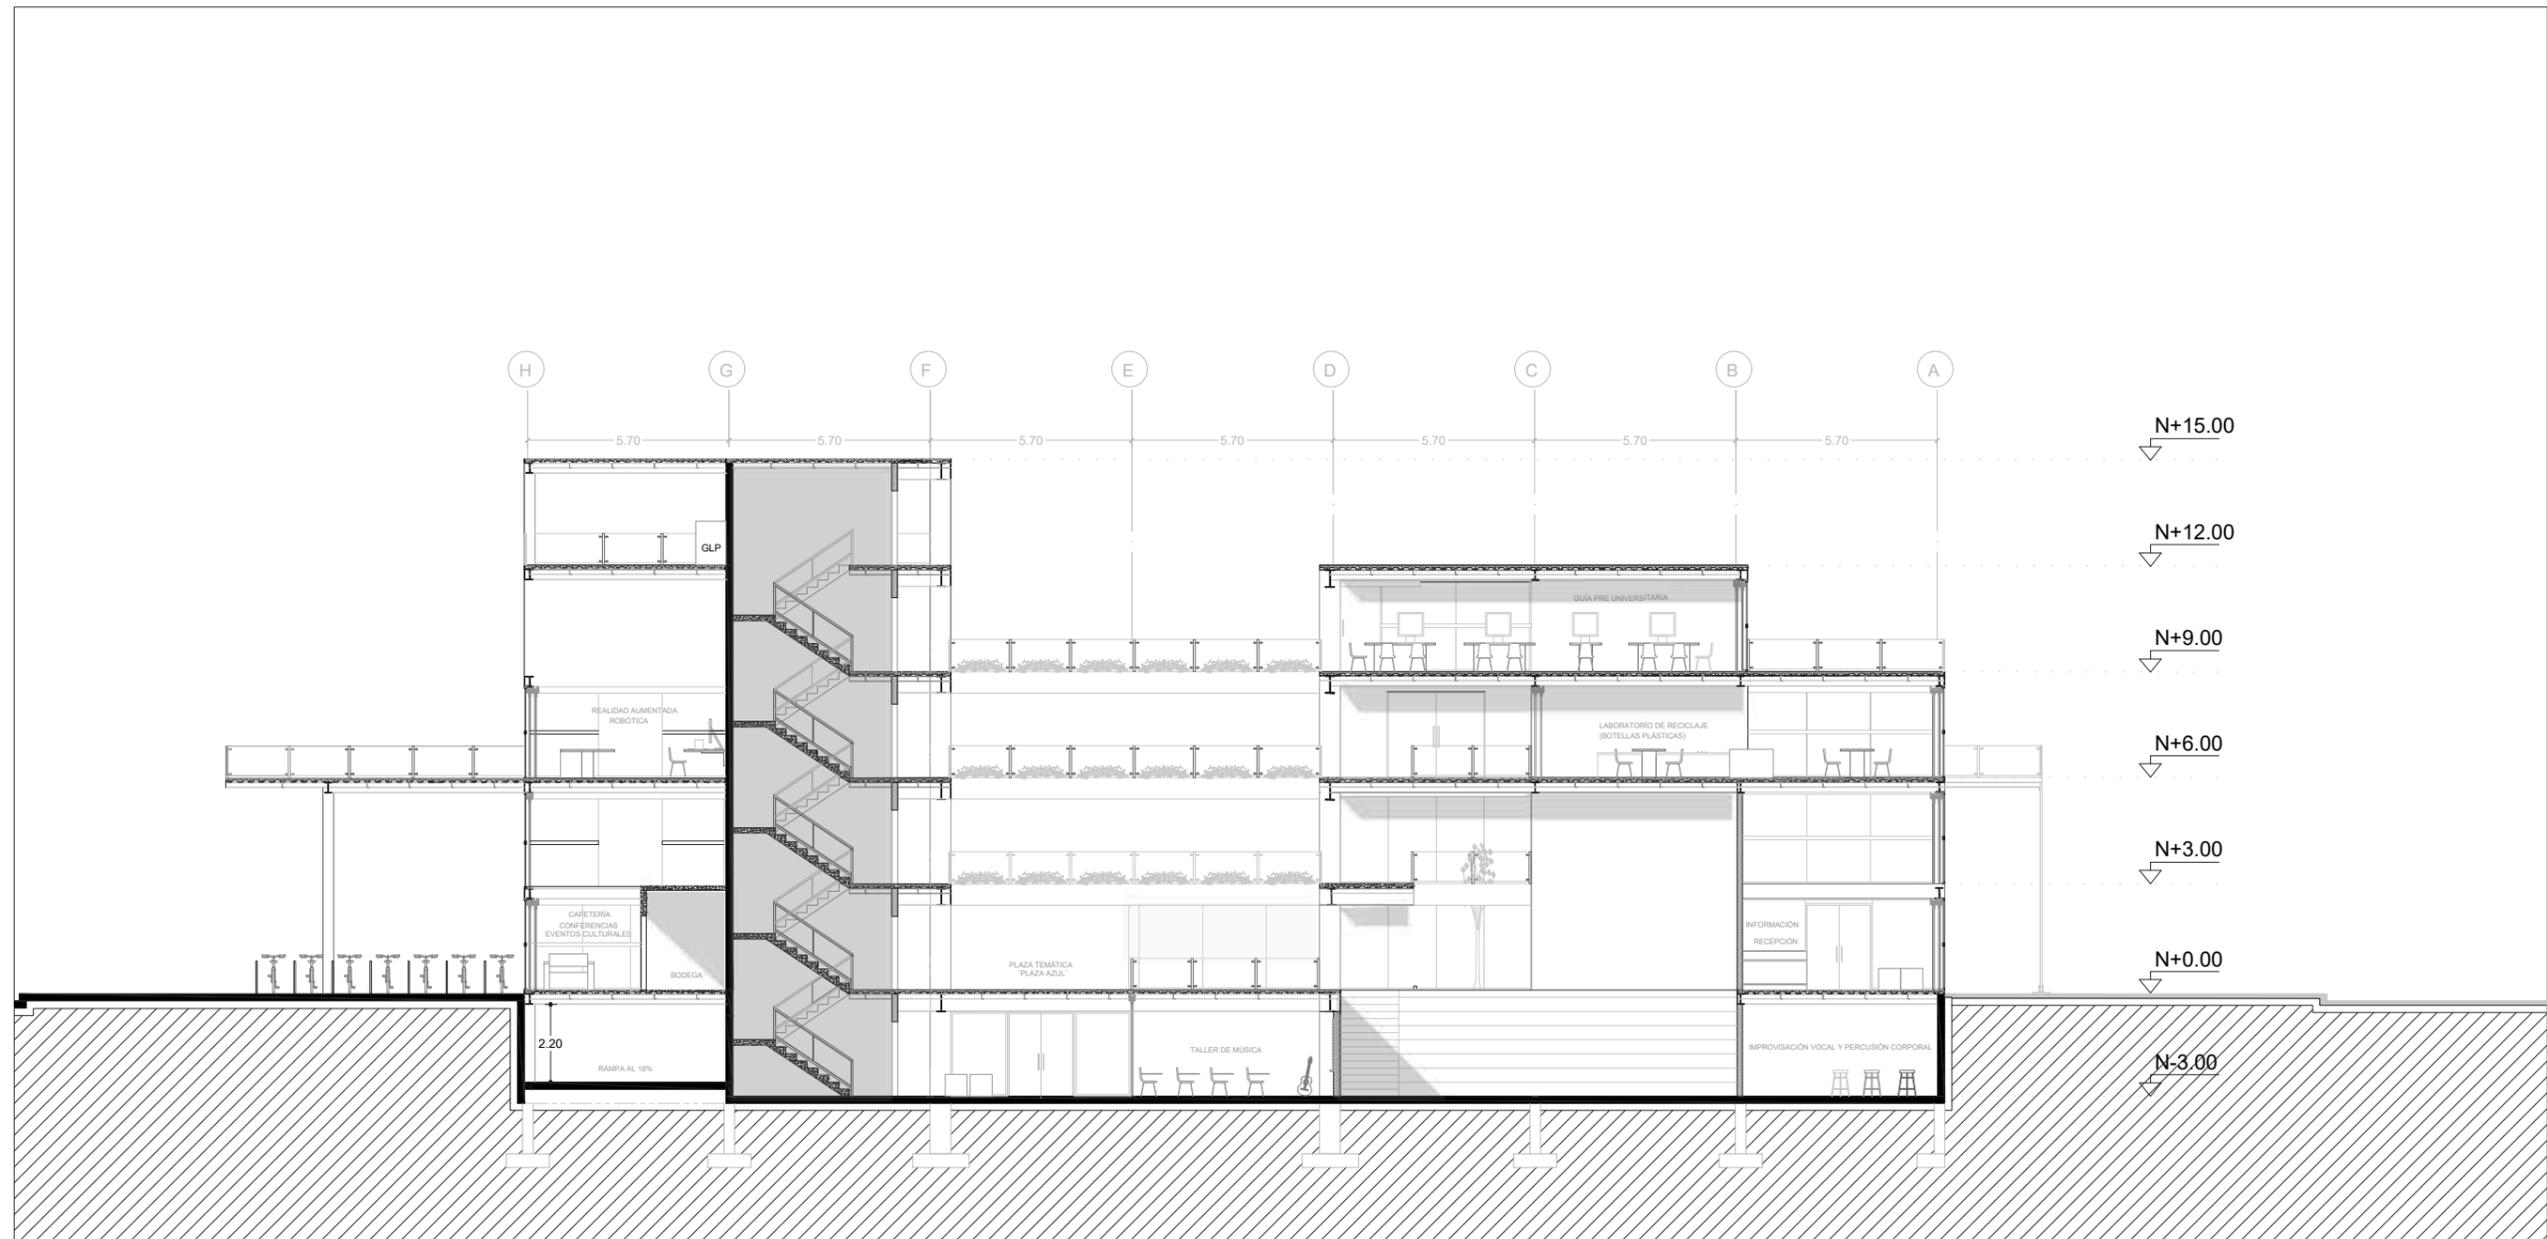 H G F E D C B A
5.70 5.70 5.70 5.70 5.70 5.70 5.70
N+15.00
N+12.00
GLP
GUÍA PRE UNIVERSITARIA
N+9.00
REALIDAD AUMENTADA
ROBÓTICA
LABORATORÍO DE RECICLAJE
(BOTELLAS PLÁSTICAS)
N+6.00
N+3.00
CAFETERÍA
CONFERENCIAS
EVENTOS CULTURALES
BODEGA
PLAZA TEMÁTICA
¨PLAZA AZUL¨
INFORMACIÓN
RECEPCIÓN
N+0.00
2.20
RAMPA AL 18%
TALLER DE MÚSICA
IMPROVISACIÓN VOCAL Y PERCUSIÓN CORPORAL
N-3.00